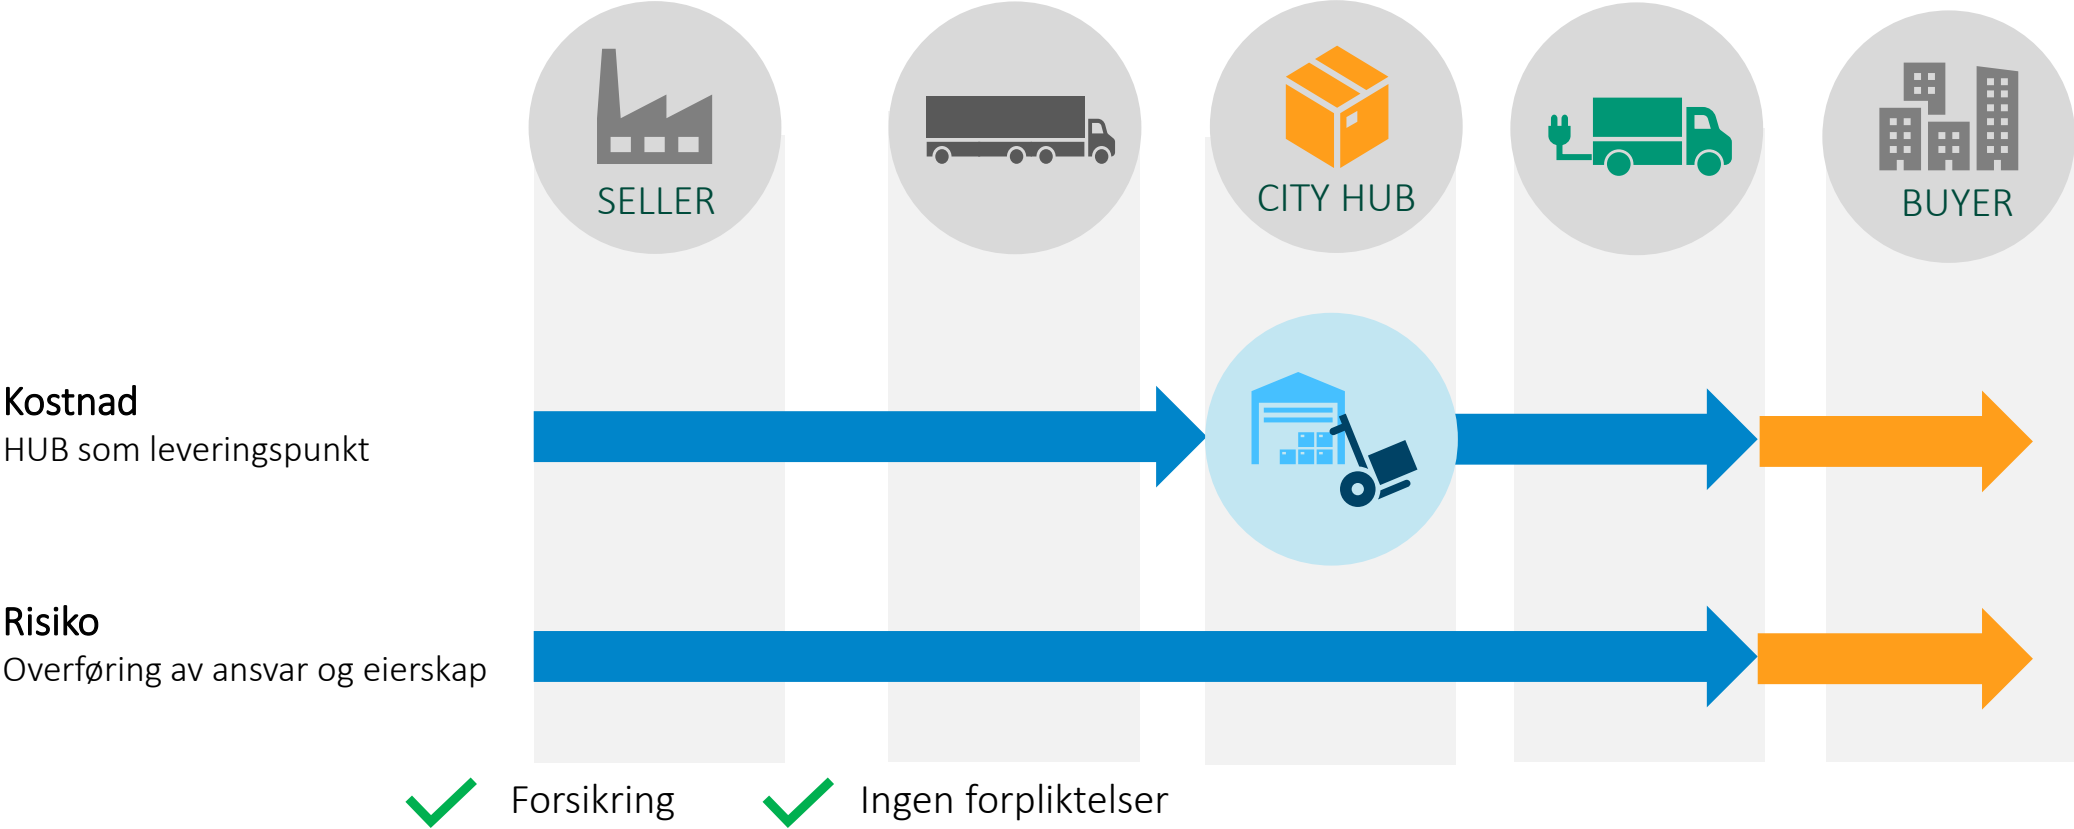 SELLER
CITY HUB
BUYER
Kostnad
HUB som leveringspunkt
Risiko
Overføring av ansvar og eierskap
Forsikring
Ingen forpliktelser